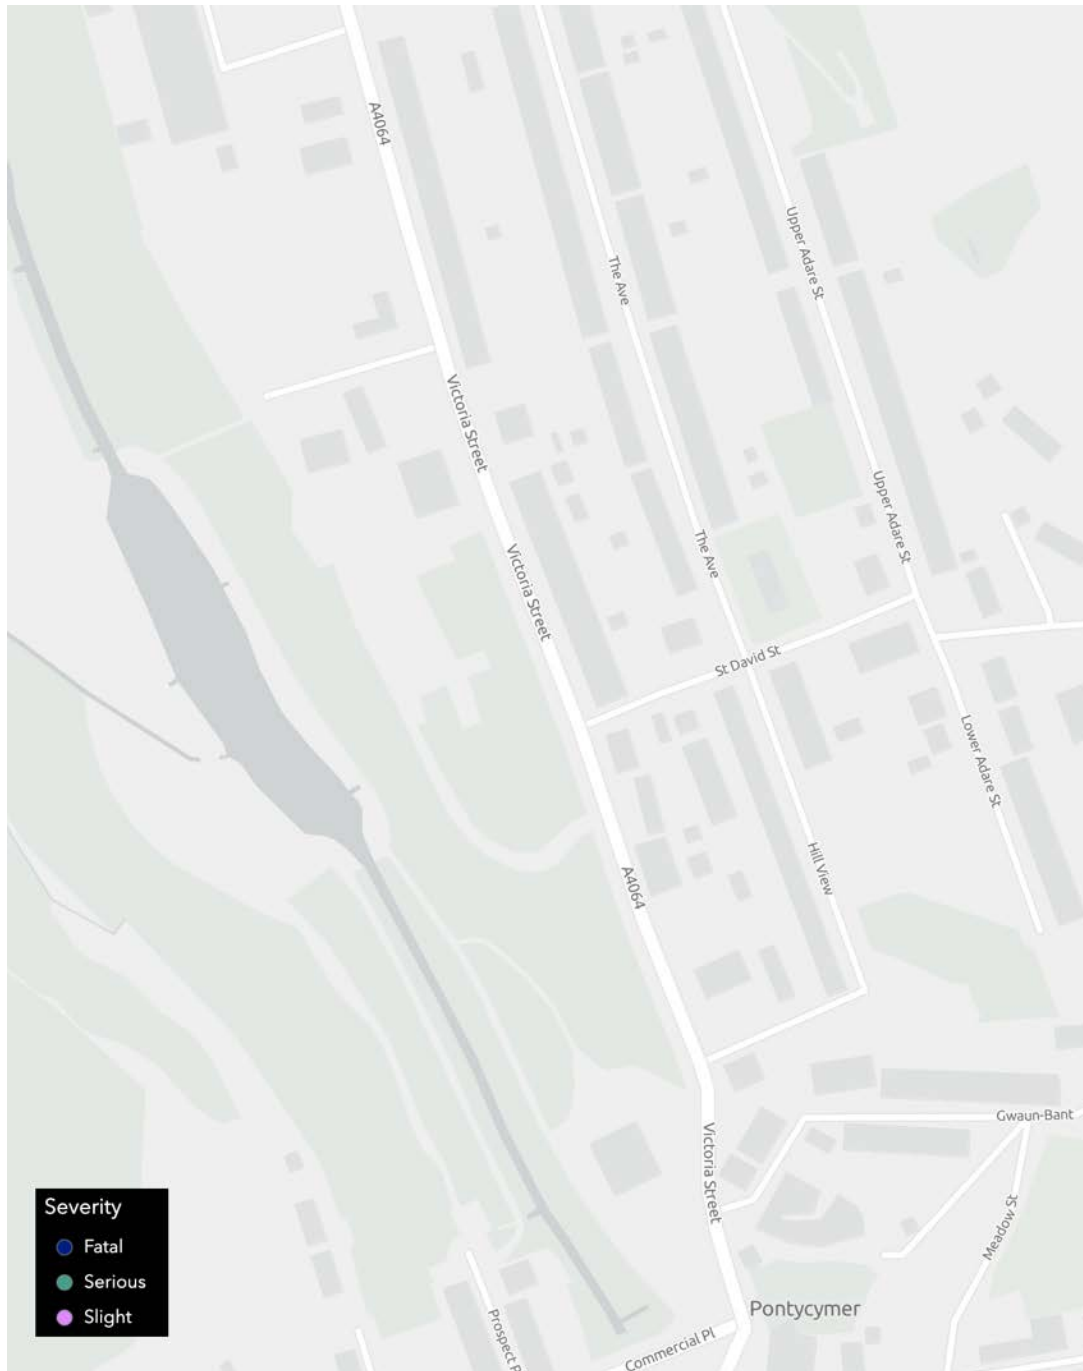 A4064
Upper Adare St
The Ave
Victoria Street
Upper Adare St
The Ave
Victoria Street
St David St
Lower Adare St
Hill View
A4064
Gwaun-Bant
Victoria Street
Meadow St
Severity
Fatal
Serious
Slight
Pontycymer
Prospect
Commercial Pl